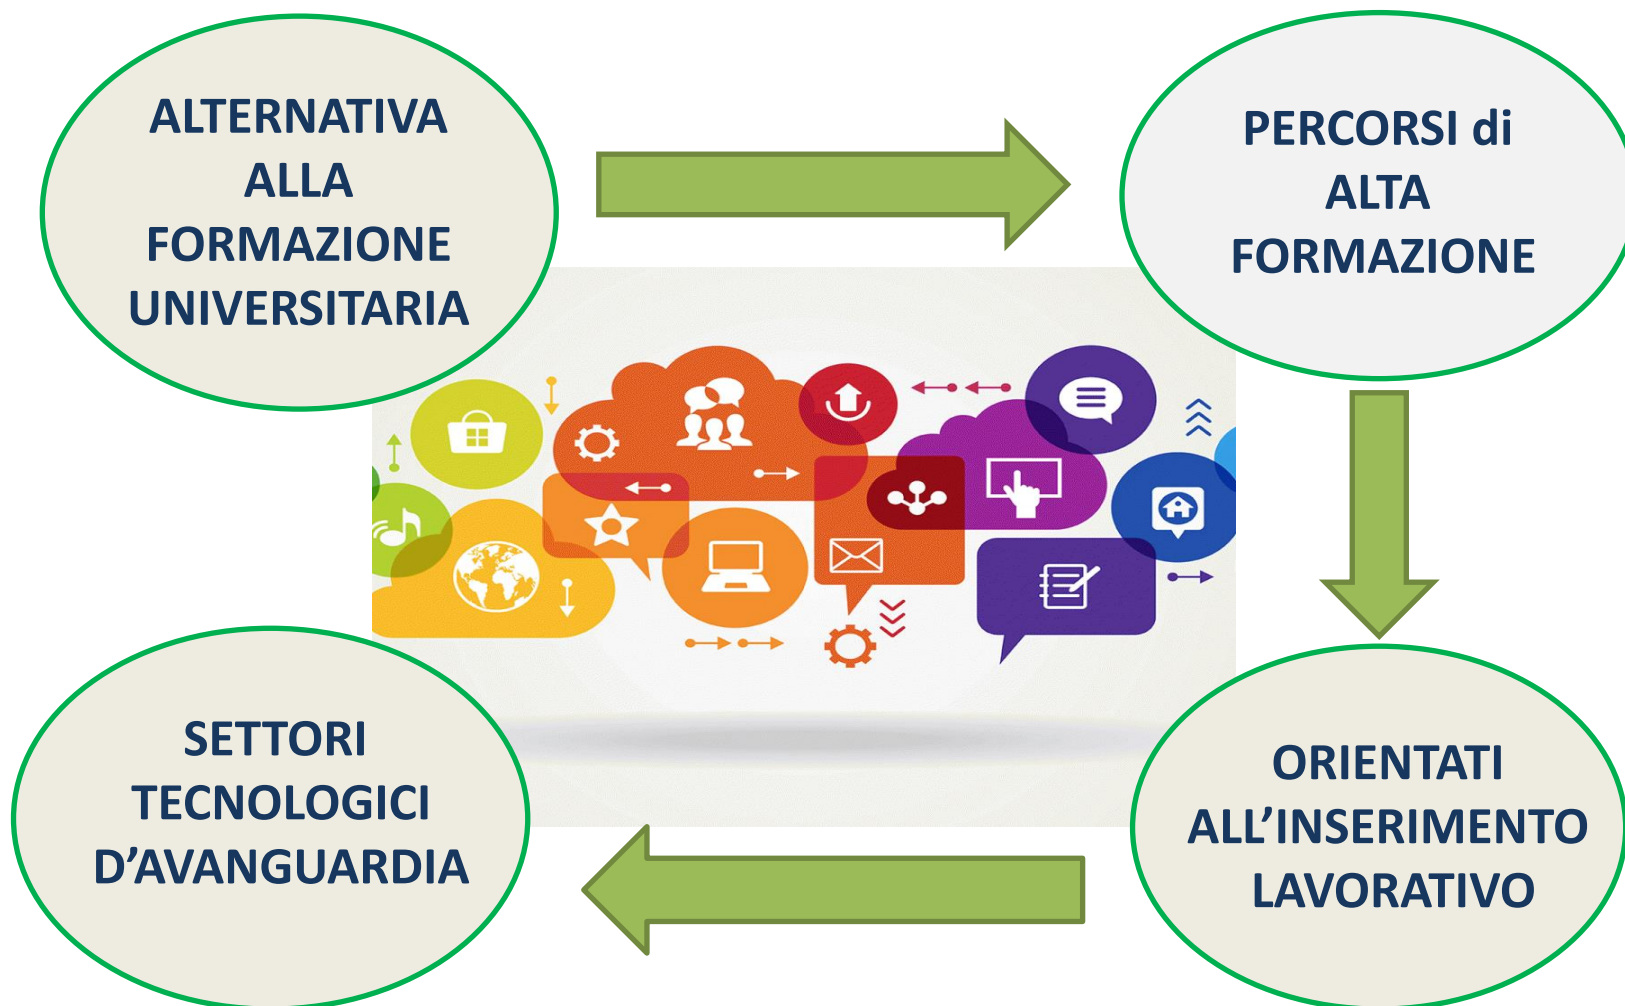 ALTERNATIVA
ALLA
FORMAZIONE
UNIVERSITARIA
PERCORSI di
ALTA
FORMAZIONE
ORIENTATI
ALL’INSERIMENTO
LAVORATIVO
SETTORI
TECNOLOGICI
D’AVANGUARDIA